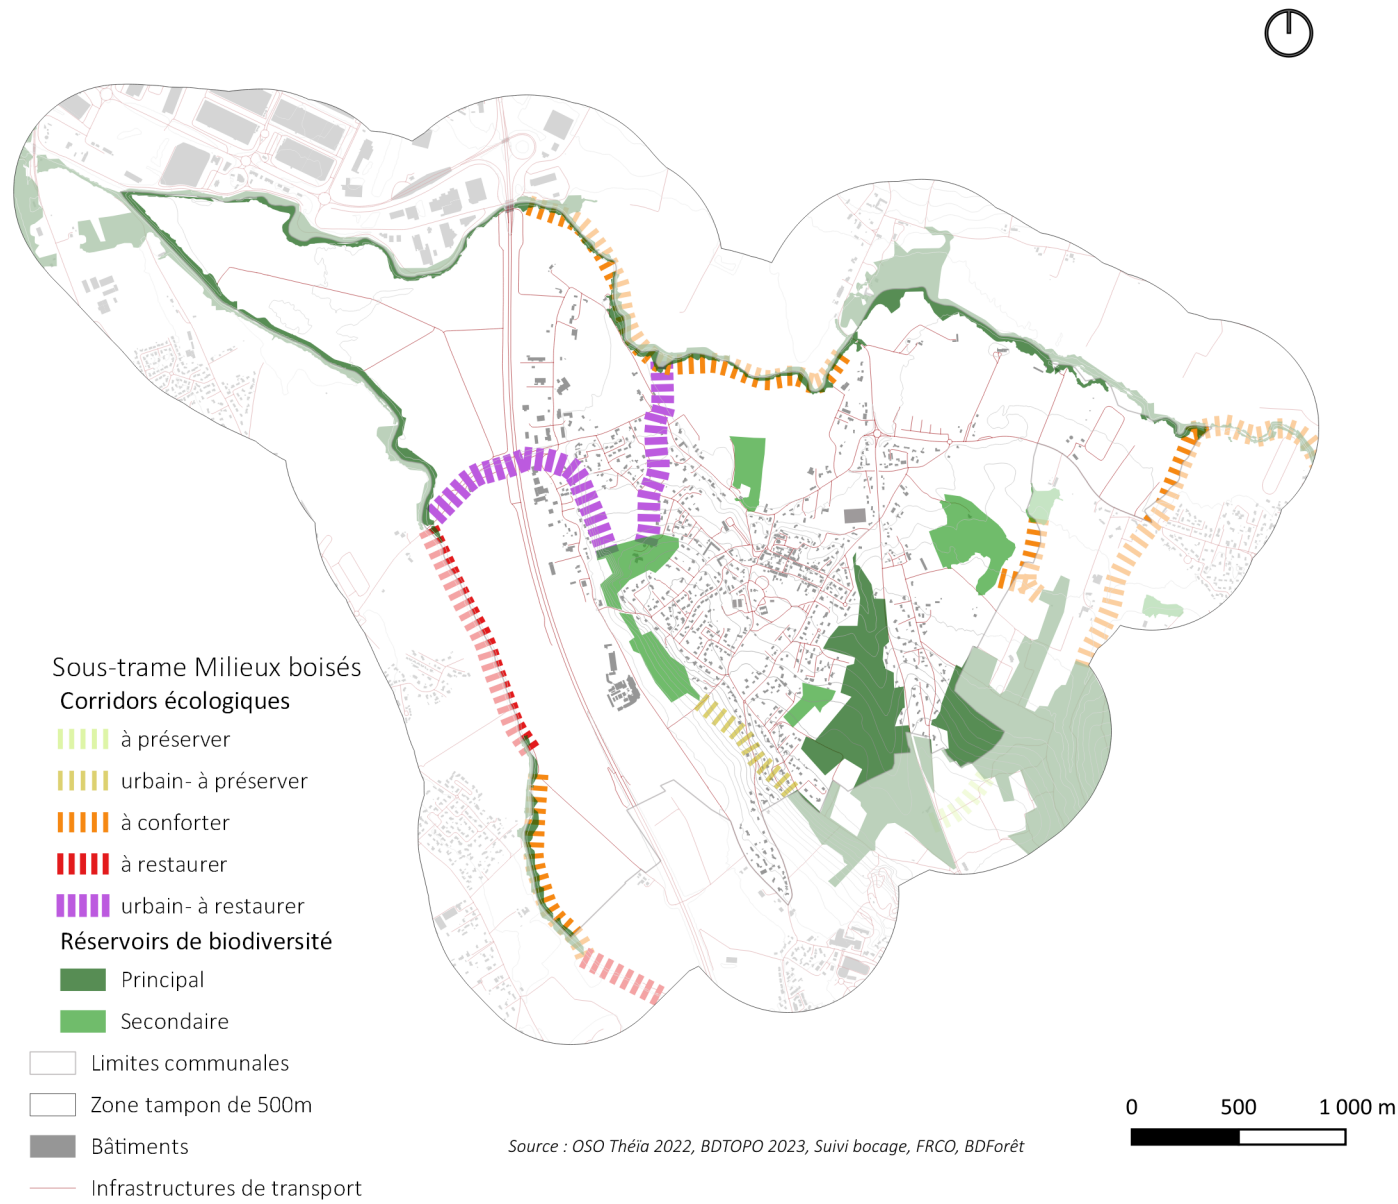 Sous-trame Milieux boisés
Corridors écologiques
à préserver
urbain- à préserver
à conforter
à restaurer
urbain- à restaurer
Réservoirs de biodiversité
Principal
Secondaire
Limites communales
Zone tampon de 500m
Bâtiments
Infrastructures de transport
0 500 1 000 m
Source : OSO Théïa 2022, BDTOPO 2023, Suivi bocage, FRCO, BDForêt